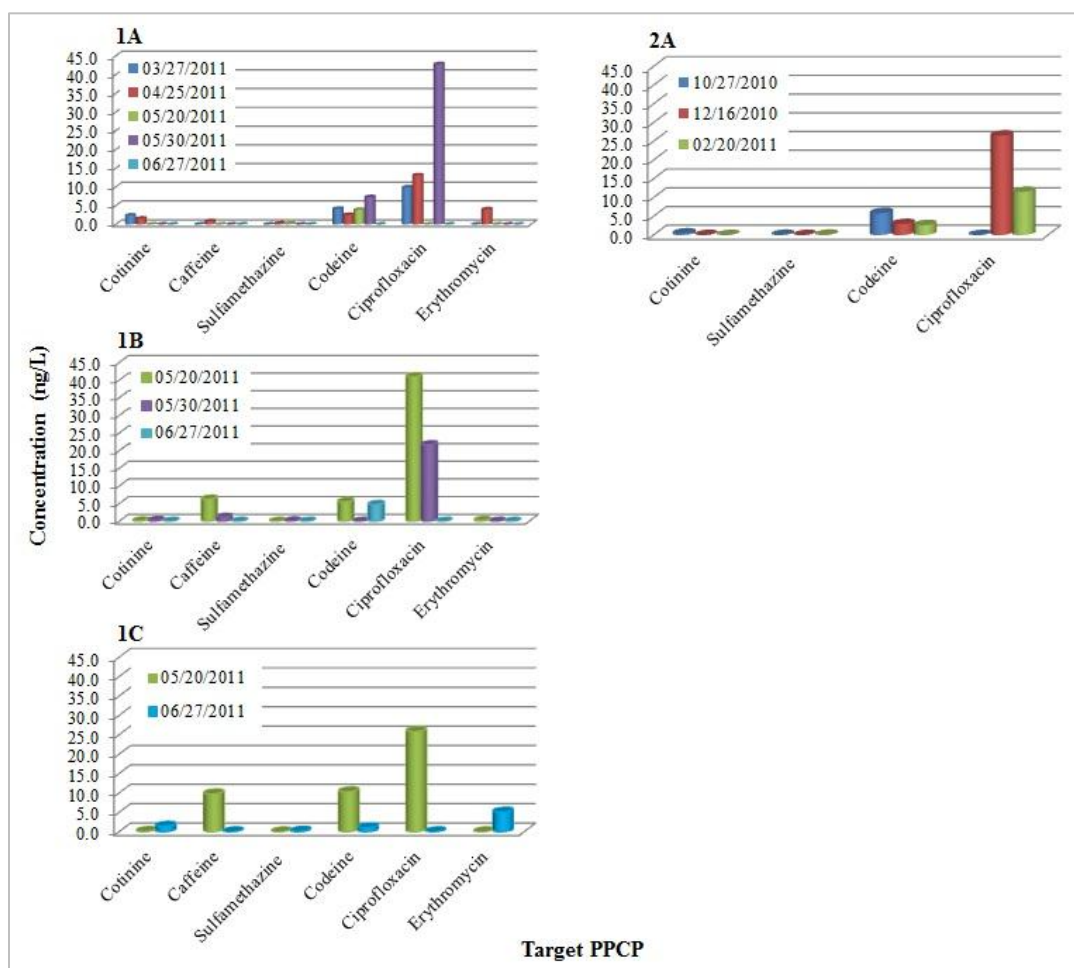 1A
45.0
40.0
35.0
30.0
25.0
20.0
15.0
10.0
5.0
0.0
03/27/2011
04/25/2011
05/20/2011
05/30/2011
06/27/2011
Cotinine
Caffeine
Sulfamethazine
Codeine
Ciprofloxacin
Erythromycin
2A
45.0
40.0
35.0
30.0
25.0
20.0
15.0
10.0
5.0
0.0
10/27/2010
12/16/2010
02/20/2011
Cotinine
Sulfamethazine
Codeine
Ciprofloxacin
Concentration (ng/L)
1B
45.0
40.0
35.0
30.0
25.0
20.0
15.0
10.0
5.0
0.0
05/20/2011
05/30/2011
06/27/2011
Cotinine
Caffeine
Sulfamethazine
Codeine
Ciprofloxacin
Erythromycin
1C
45.0
40.0
35.0
30.0
25.0
20.0
15.0
10.0
5.0
0.0
05/20/2011
06/27/2011
Cotinine
Caffeine
Sulfamethazine
Codeine
Ciprofloxacin
Erythromycin
Target PPCP